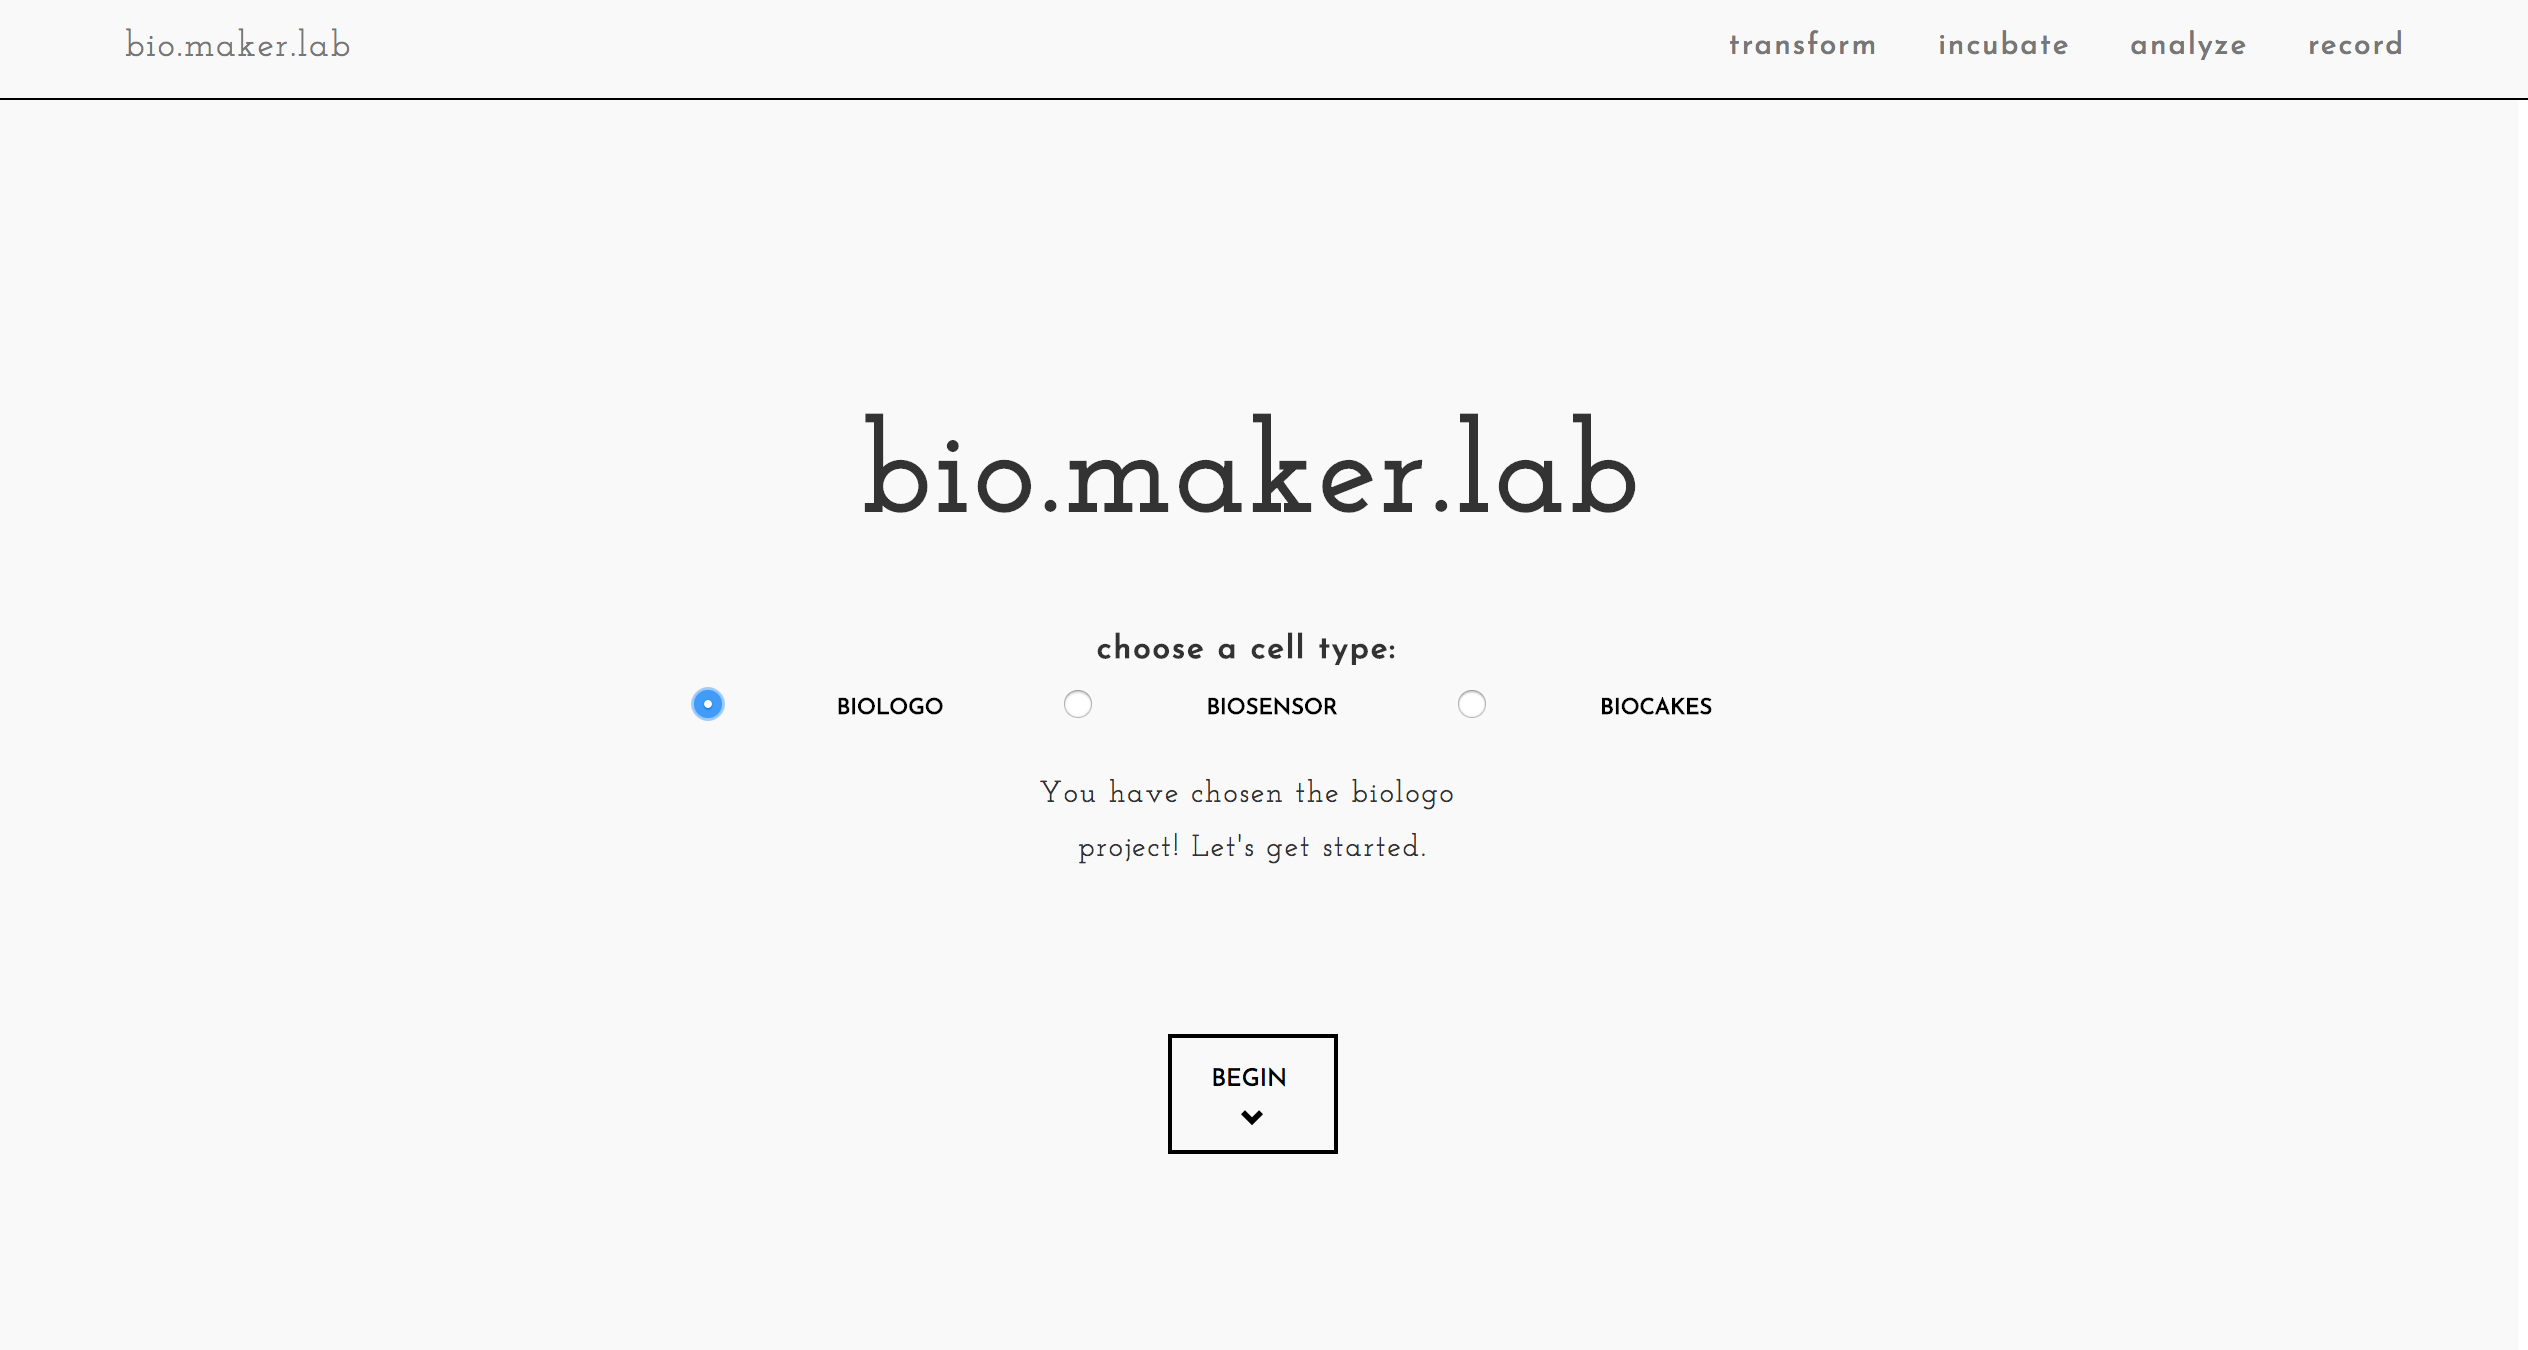 bio.maker.lab transform incubate analyze record
bio.maker.lab
choose a cell type:
BIOLOGO BIOSENSOR BIOCAKES
You have chosen the biologo
project! Let's get started.
BEGIN